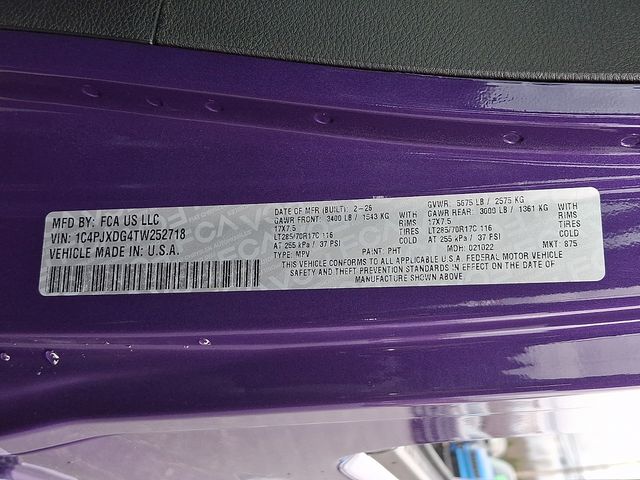 MFD BY: FCA US LLC
VIN: 1C4PJXDG4TW252718
VEHICLE MADE IN: U.S.A.
DATE OF MFR (BUILT): 2-26
GAWR FRONT: 3400 LB / 1543 KG WITH
17X7.5 TIRES
LT285/70R17C 116 COLD
AT 255 kPa / 37 PSI
TYPE: MPV PAINT: PHT
GVWR: 5675 LB / 2575 KG
GAWR REAR: 3000 LB / 1361 KG WITH
17X7.5 TIRES
LT285/70R17C 116 COLD
AT 255 kPa / 37 PSI
MDH: 021022 MKT: 875
THIS VEHICLE CONFORMS TO ALL APPLICABLE U.S.A. FEDERAL MOTOR VEHICLE
SAFETY AND THEFT PREVENTION STANDARDS IN EFFECT ON THE DATE OF
MANUFACTURE SHOWN ABOVE